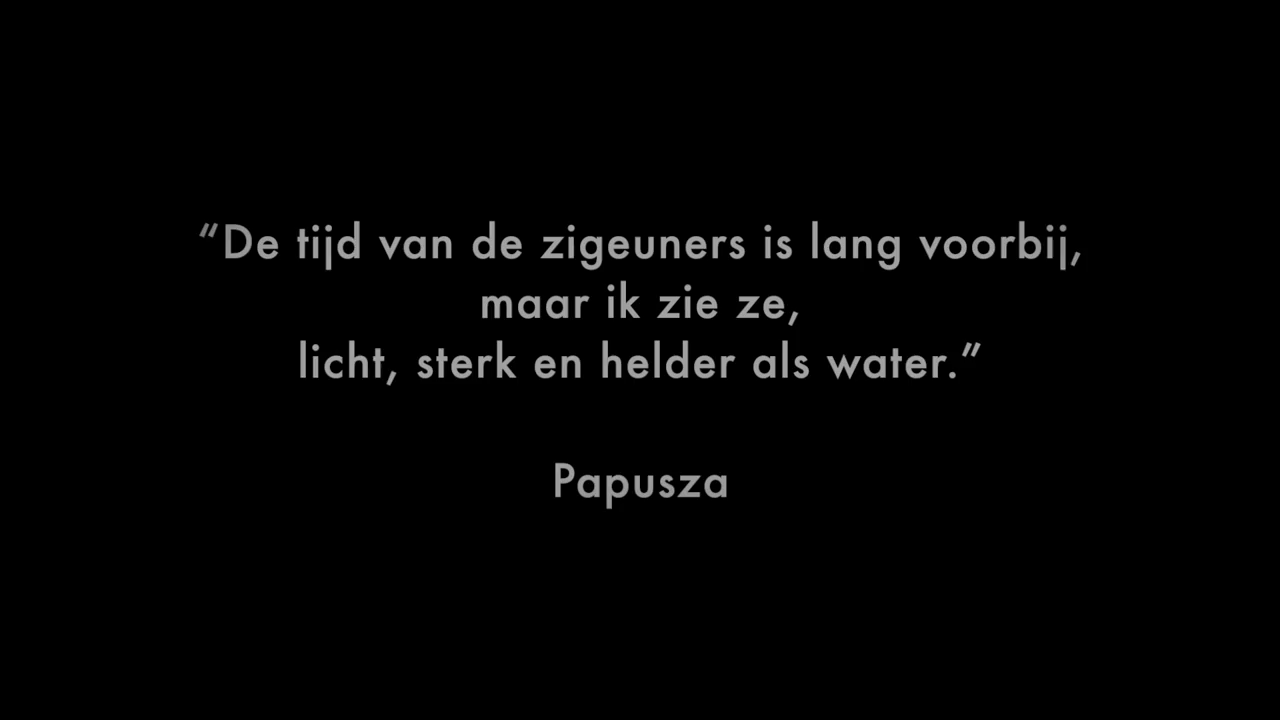 “De tijd van de zigeuners is lang voorbij,
maar ik zie ze,
licht, sterk en helder als water.”
Papusza